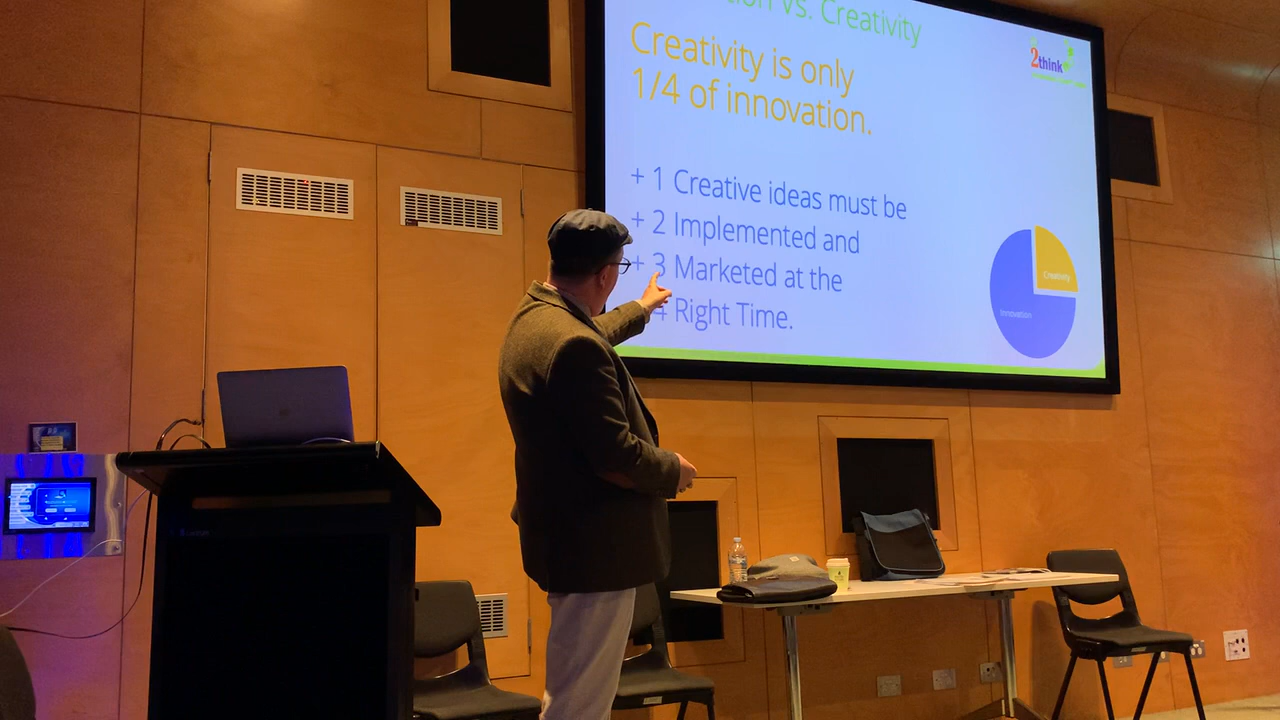 vs. Creativity
2think
Creativity is only
1/4 of innovation.
+ 1 Creative ideas must be
+ 2 Implemented and
+ 3 Marketed at the
4 Right Time.
Creativity
Innovation